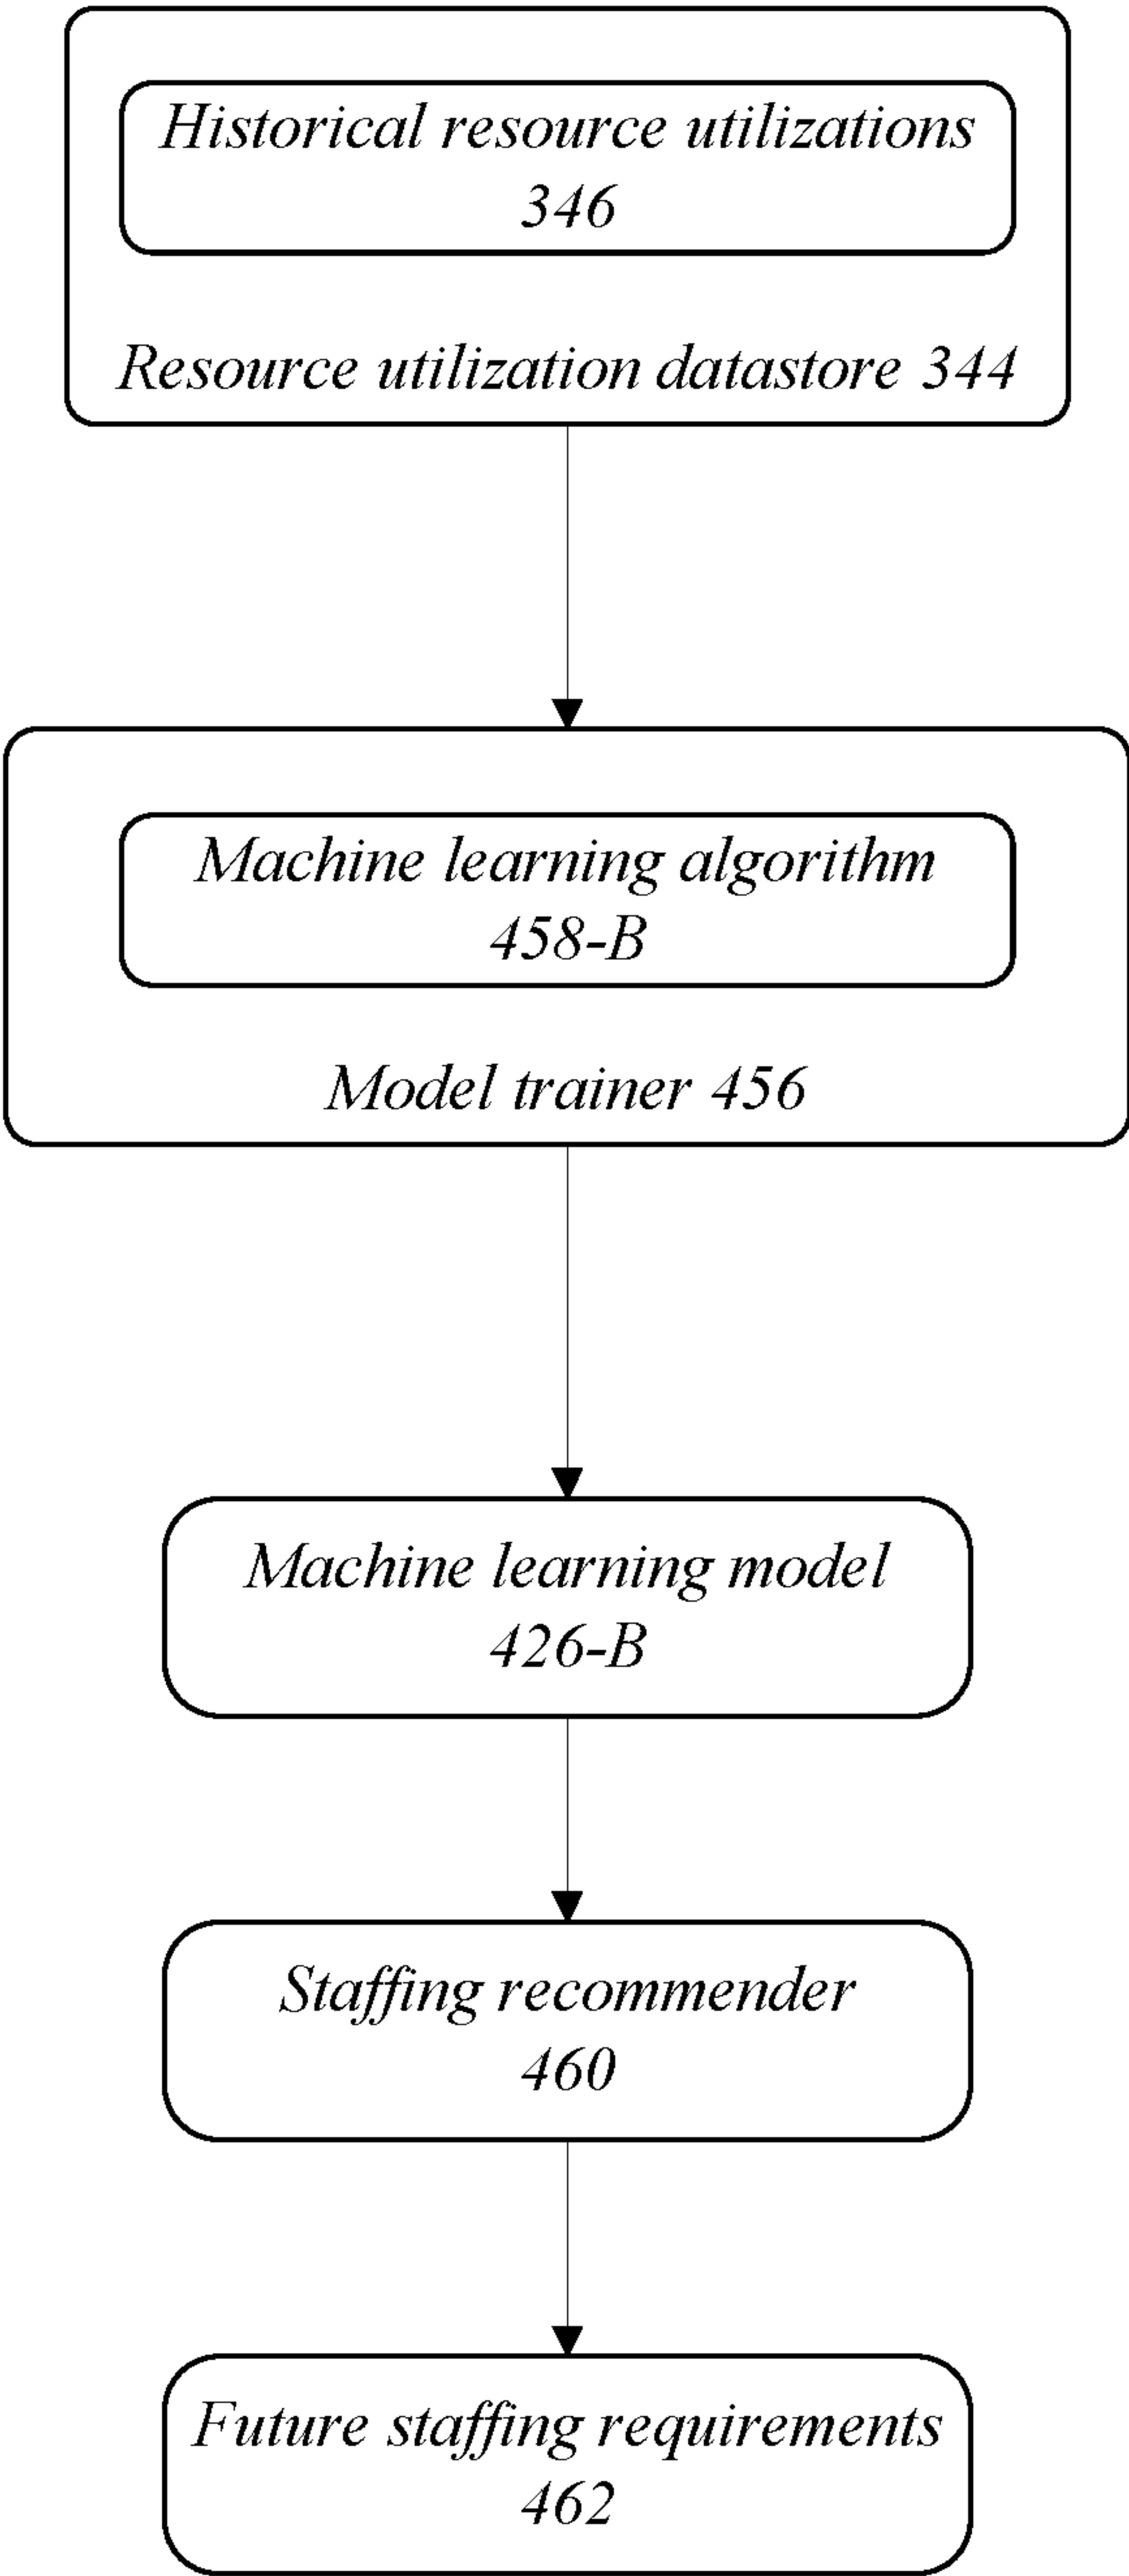 Historical resource utilizations
346
Resource utilization datastore 344
Machine learning algorithm
458-B
Model trainer 456
Machine learning model
426-B
Staffing recommender
460
Future staffing requirements
462